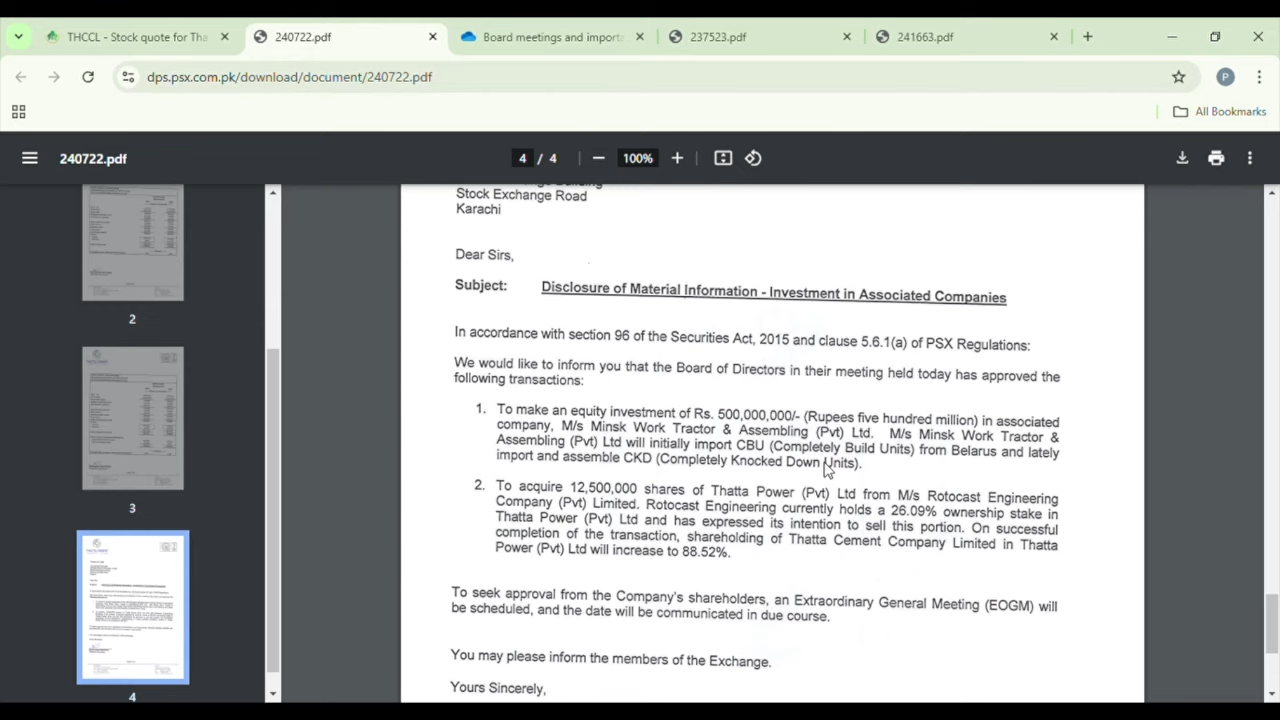 THCCL - Stock quote for Tha
240722.pdf
Board meetings and import
237523.pdf
241663.pdf
dps.psx.com.pk/download/document/240722.pdf
P
All Bookmarks
240722.pdf
4 / 4
100%
2
3
4
Stock Exchange Road
Karachi
Dear Sirs,
Subject: Disclosure of Material Information - Investment in Associated Companies
In accordance with section 96 of the Securities Act, 2015 and clause 5.6.1(a) of PSX Regulations:
We would like to inform you that the Board of Directors in their meeting held today has approved the
following transactions:
1. To make an equity investment of Rs. 500,000,000/- (Rupees five hundred million) in associated
company, M/s Minsk Work Tractor & Assembling (Pvt) Ltd. M/s Minsk Work Tractor &
Assembling (Pvt) Ltd will initially import CBU (Completely Build Units) from Belarus and lately
import and assemble CKD (Completely Knocked Down Units).
2. To acquire 12,500,000 shares of Thatta Power (Pvt) Ltd from M/s Rotocast Engineering
Company (Pvt) Limited. Rotocast Engineering currently holds a 26.09% ownership stake in
Thatta Power (Pvt) Ltd and has expressed its intention to sell this portion. On successful
completion of the transaction, shareholding of Thatta Cement Company Limited in Thatta
Power (Pvt) Ltd will increase to 88.52%.
To seek approval from the Company's shareholders, an Extraordinary General Meeting (EOGM) will
be scheduled, and the date will be communicated in due course.
You may please inform the members of the Exchange.
Yours Sincerely,